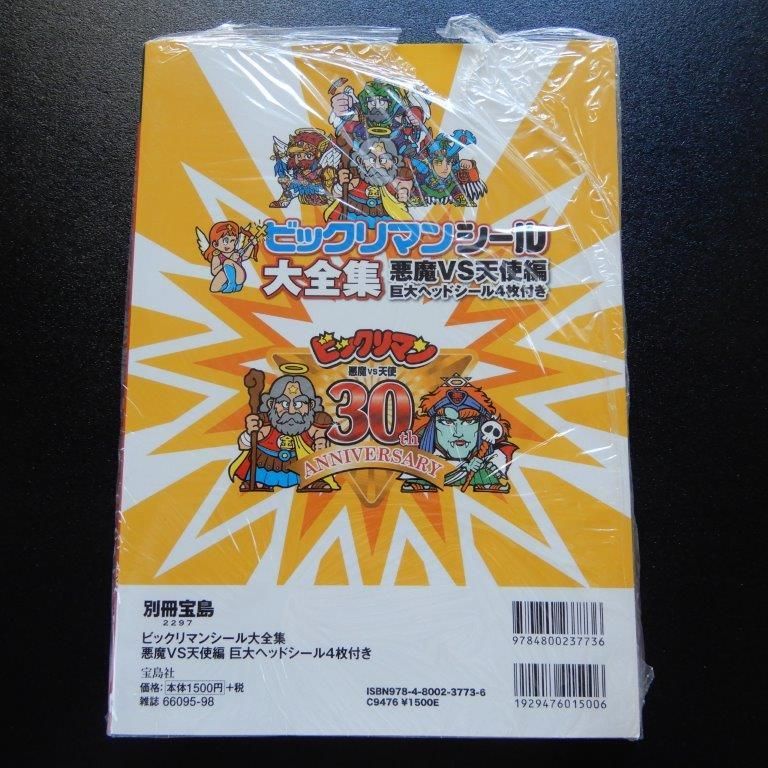 ビックリマンシール
大全集
悪魔VS天使編
巨大ヘッドシール4枚付き
ビックリマン
悪魔VS天使
30th
ANNIVERSARY
別冊宝島
2297
ビックリマンシール大全集
悪魔VS天使編 巨大ヘッドシール4枚付き
宝島社
価格:本体1500円+税
雑誌 66095-98
9784800237736
ISBN978-4-8002-3773-6
C9476 ¥1500E
1929476015006